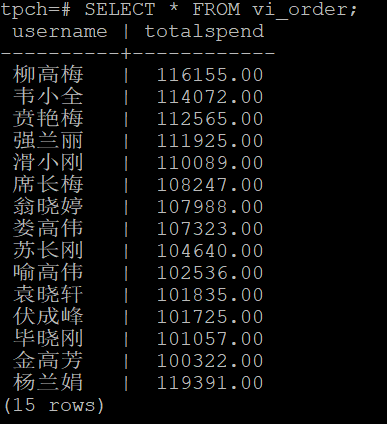 tpch=# SELECT * FROM vi_order;
 username | totalspend
----------+------------
 柳高梅   |  116155.00
 韦小全   |  114072.00
 贲艳梅   |  112565.00
 强兰丽   |  111925.00
 滑小刚   |  110089.00
 席长梅   |  108247.00
 翁晓婷   |  107988.00
 娄高伟   |  107323.00
 苏长刚   |  104640.00
 喻高伟   |  102536.00
 袁晓轩   |  101835.00
 伏成峰   |  101725.00
 毕晓刚   |  101057.00
 金高芳   |  100322.00
 杨兰娟   |  119391.00
(15 rows)